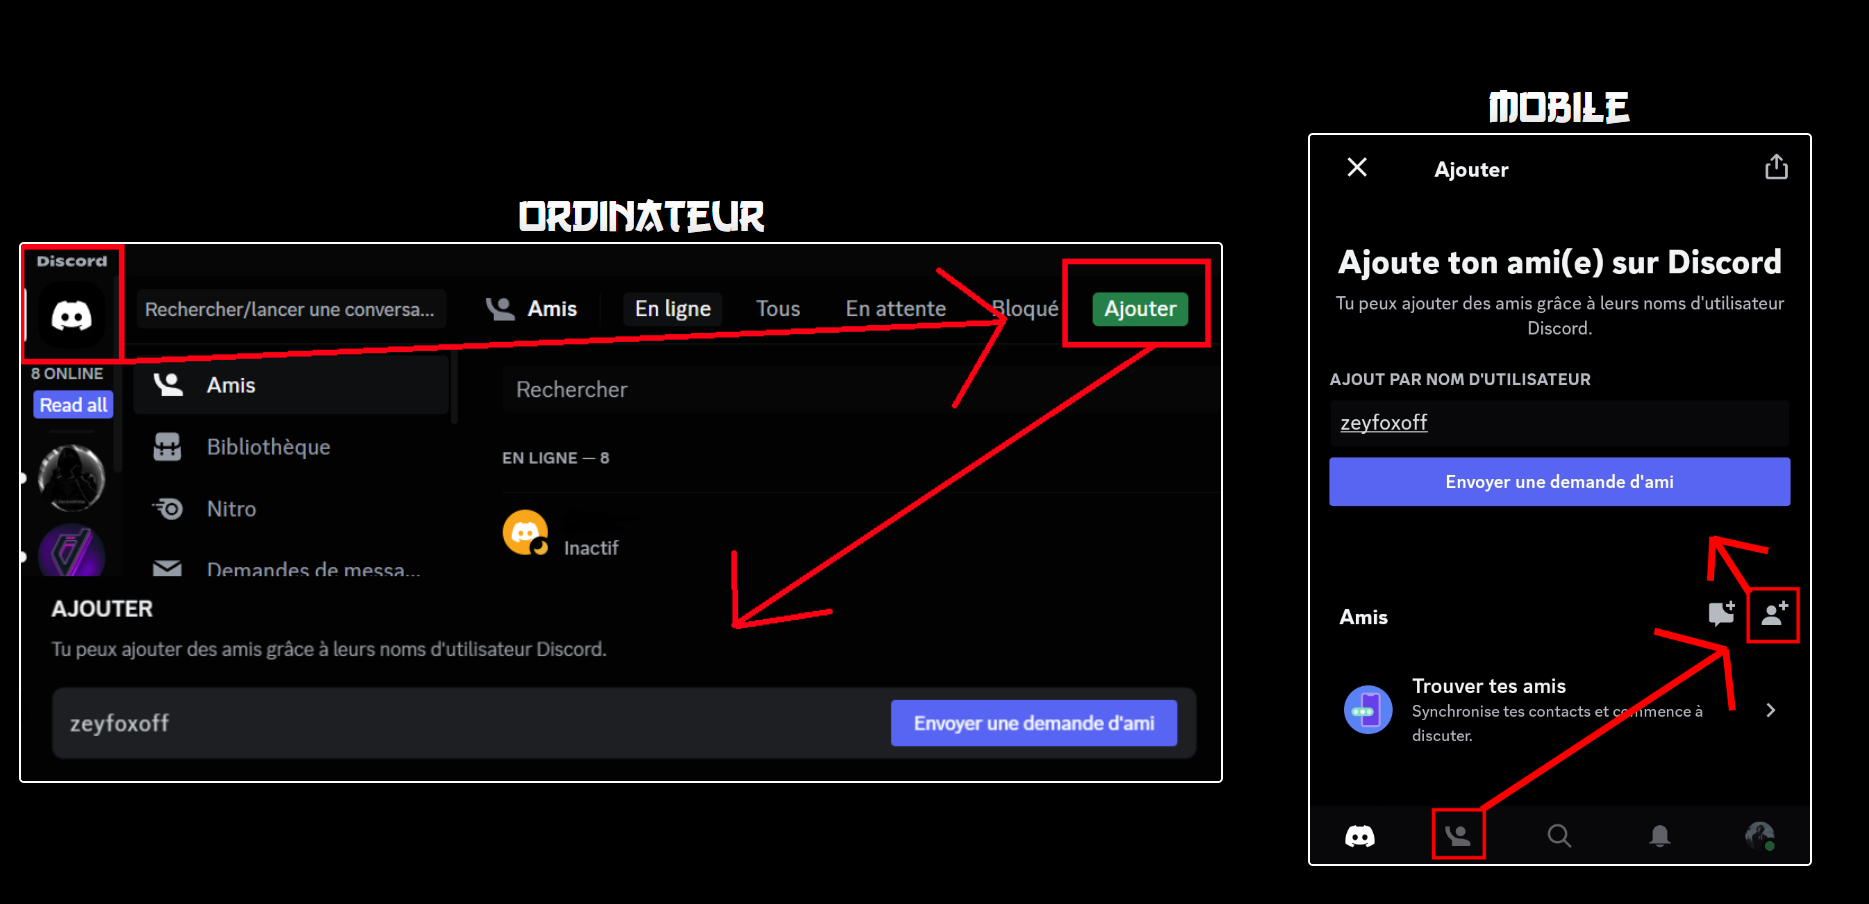 ORDINATEUR
Discord
Rechercher/lancer une conversa...
Amis
En ligne
Tous
En attente
Bloqué
Ajouter
8 ONLINE
Read all
Amis
Bibliothèque
Nitro
Demandes de messa...
Rechercher
EN LIGNE — 8
Inactif
AJOUTER
Tu peux ajouter des amis grâce à leurs noms d'utilisateur Discord.
zeyfoxoff
Envoyer une demande d'ami
MOBILE
Ajouter
Ajoute ton ami(e) sur Discord
Tu peux ajouter des amis grâce à leurs noms d'utilisateur
Discord.
AJOUT PAR NOM D'UTILISATEUR
zeyfoxoff
Envoyer une demande d'ami
Amis
Trouver tes amis
Synchronise tes contacts et commence à
discuter.